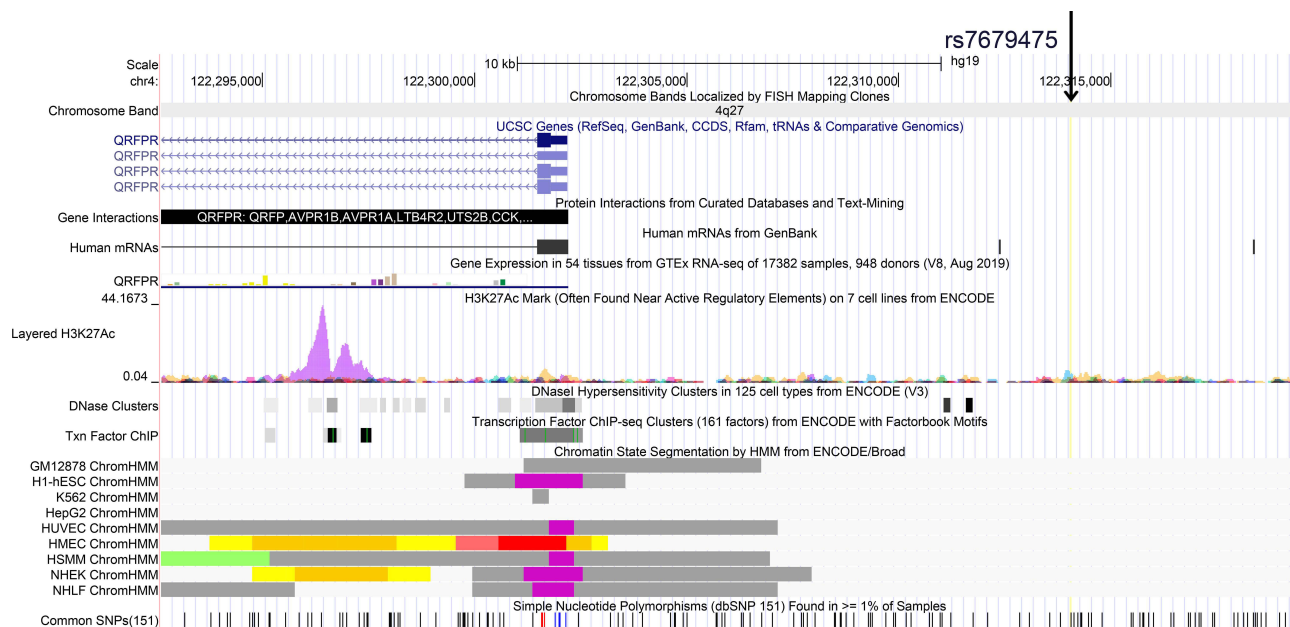 rs7679475
Scale 10 kb hg19
chr4: 122,295,000 122,300,000 122,305,000 122,310,000 122,315,000
Chromosome Bands Localized by FISH Mapping Clones
Chromosome Band 4q27
UCSC Genes (RefSeq, GenBank, CCDS, Rfam, tRNAs & Comparative Genomics)
QRFPR
QRFPR
QRFPR
QRFPR
Protein Interactions from Curated Databases and Text-Mining
Gene Interactions QRFPR: QRFP,AVPR1B,AVPR1A,LTB4R2,UTS2B,CCK,...
Human mRNAs from GenBank
Human mRNAs
Gene Expression in 54 tissues from GTEx RNA-seq of 17382 samples, 948 donors (V8, Aug 2019)
QRFPR
H3K27Ac Mark (Often Found Near Active Regulatory Elements) on 7 cell lines from ENCODE
44.1673
Layered H3K27Ac
0.04
DNaseI Hypersensitivity Clusters in 125 cell types from ENCODE (V3)
DNase Clusters
Transcription Factor ChIP-seq Clusters (161 factors) from ENCODE with Factorbook Motifs
Txn Factor ChIP
Chromatin State Segmentation by HMM from ENCODE/Broad
GM12878 ChromHMM
H1-hESC ChromHMM
K562 ChromHMM
HepG2 ChromHMM
HUVEC ChromHMM
HMEC ChromHMM
HSMM ChromHMM
NHEK ChromHMM
NHLF ChromHMM
Simple Nucleotide Polymorphisms (dbSNP 151) Found in >= 1% of Samples
Common SNPs(151)